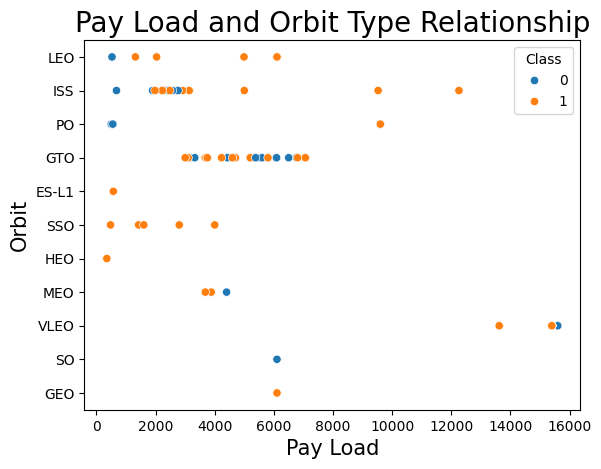 Pay Load and Orbit Type Relationship
Class
0
1
Orbit
LEO
ISS
PO
GTO
ES-L1
SSO
HEO
MEO
VLEO
SO
GEO
0 2000 4000 6000 8000 10000 12000 14000 16000
Pay Load